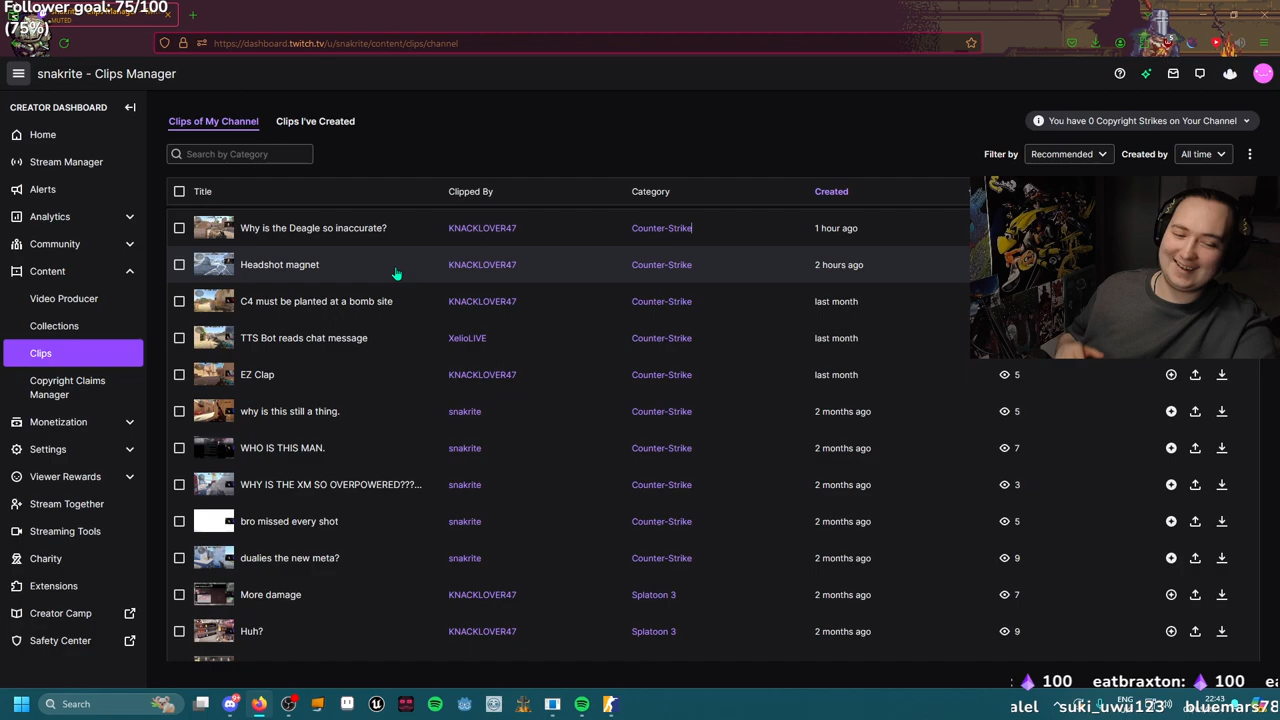 Follower goal: 75/100
(75%)
MUTED
https://dashboard.twitch.tv/u/snakrite/content/clips/channel
snakrite - Clips Manager
CREATOR DASHBOARD
Home
Stream Manager
Alerts
Analytics
Community
Content
Video Producer
Collections
Clips
Copyright Claims
Manager
Monetization
Settings
Viewer Rewards
Stream Together
Streaming Tools
Charity
Extensions
Creator Camp
Safety Center
Clips of My Channel Clips I've Created
You have 0 Copyright Strikes on Your Channel
Search by Category
Filter by Recommended Created by All time
Title Clipped By Category Created
Why is the Deagle so inaccurate? KNACKLOVER47 Counter-Strike 1 hour ago
Headshot magnet KNACKLOVER47 Counter-Strike 2 hours ago
C4 must be planted at a bomb site KNACKLOVER47 Counter-Strike last month
TTS Bot reads chat message XelioLIVE Counter-Strike last month
EZ Clap KNACKLOVER47 Counter-Strike last month 5
why is this still a thing. snakrite Counter-Strike 2 months ago 5
WHO IS THIS MAN. snakrite Counter-Strike 2 months ago 7
WHY IS THE XM SO OVERPOWERED???... snakrite Counter-Strike 2 months ago 3
bro missed every shot snakrite Counter-Strike 2 months ago 5
dualies the new meta? snakrite Counter-Strike 2 months ago 9
More damage KNACKLOVER47 Splatoon 3 2 months ago 7
Huh? KNACKLOVER47 Splatoon 3 2 months ago 9
100 eatbraxton: 100 ea
Search
ENG
22:43
alel suki_uwu123 bluemars78